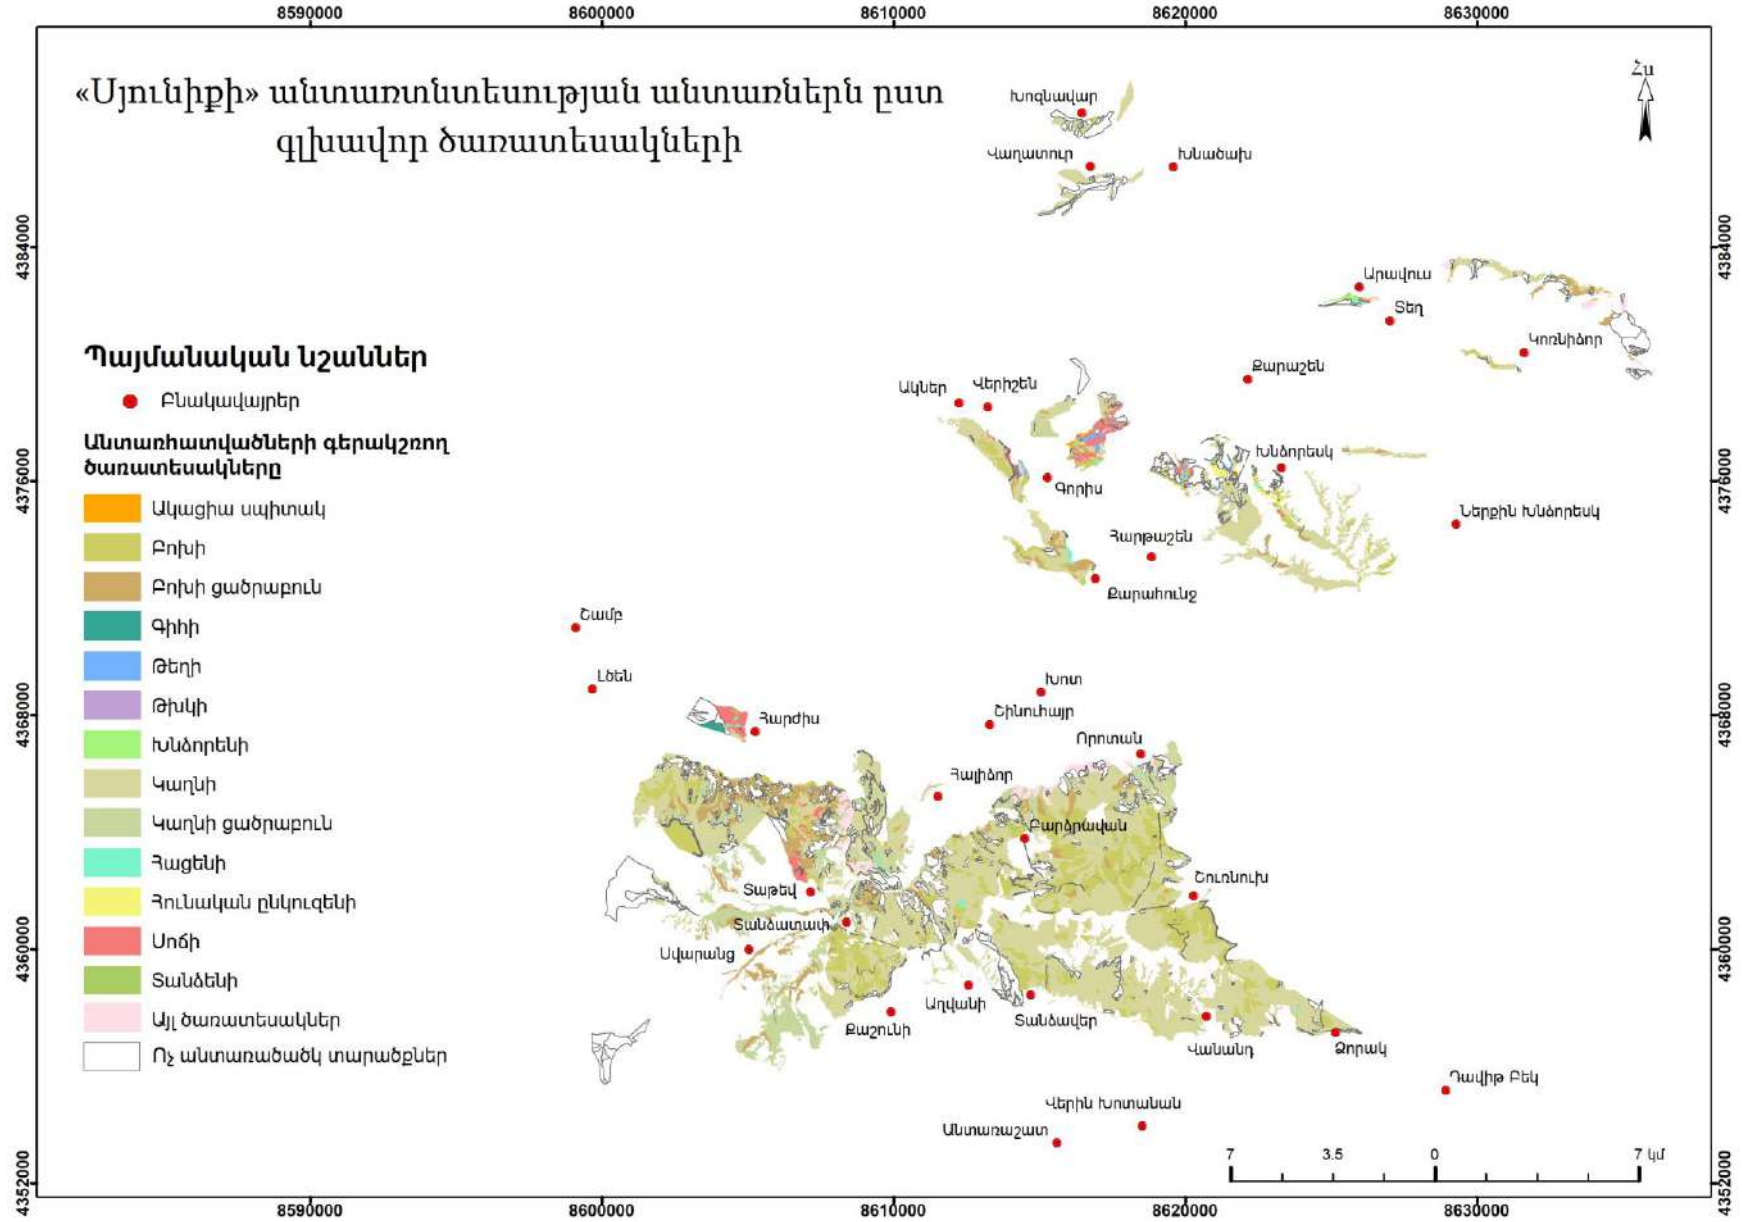 8590000 8600000 8610000 8620000 8630000
«Սյունիքի» անտառտնտեսության անտառներն ըստ
գլխավոր ծառատեսակների
Հս
Խոզնավար
Վաղատուր
Խնածախ
4384000
4384000
Արավուս
Տեղ
Կոռնիձոր
Քարաշեն
Ակներ
Վերիշեն
Խնձորեսկ
Գորիս
4376000
4376000
Ներքին Խնձորեսկ
Հարթաշեն
Քարահունջ
Շամբ
Լծեն
Խոտ
Շինուհայր
Հարժիս
4368000
4368000
Որոտան
Հալիձոր
Բարձրավան
Շուռնուխ
Տաթեվ
Տանձատափ
Սվարանց
4360000
4360000
Աղվանի
Տանձավեր
Քաշունի
Վանանդ
Ձորակ
Դավիթ Բեկ
Վերին Խոտանան
Անտառաշատ
4352000
4352000
Պայմանական նշաններ
Բնակավայրեր
Անտառհատվածների գերակշռող
ծառատեսակները
Ակացիա սպիտակ
Բոխի
Բոխի ցածրաբուն
Գիհի
Թեղի
Թխկի
Խնձորենի
Կաղնի
Կաղնի ցածրաբուն
Հացենի
Հունական ընկուզենի
Սոճի
Տանձենի
Այլ ծառատեսակներ
Ոչ անտառածածկ տարածքներ
7 3.5 0 7 կմ
8590000 8600000 8610000 8620000 8630000